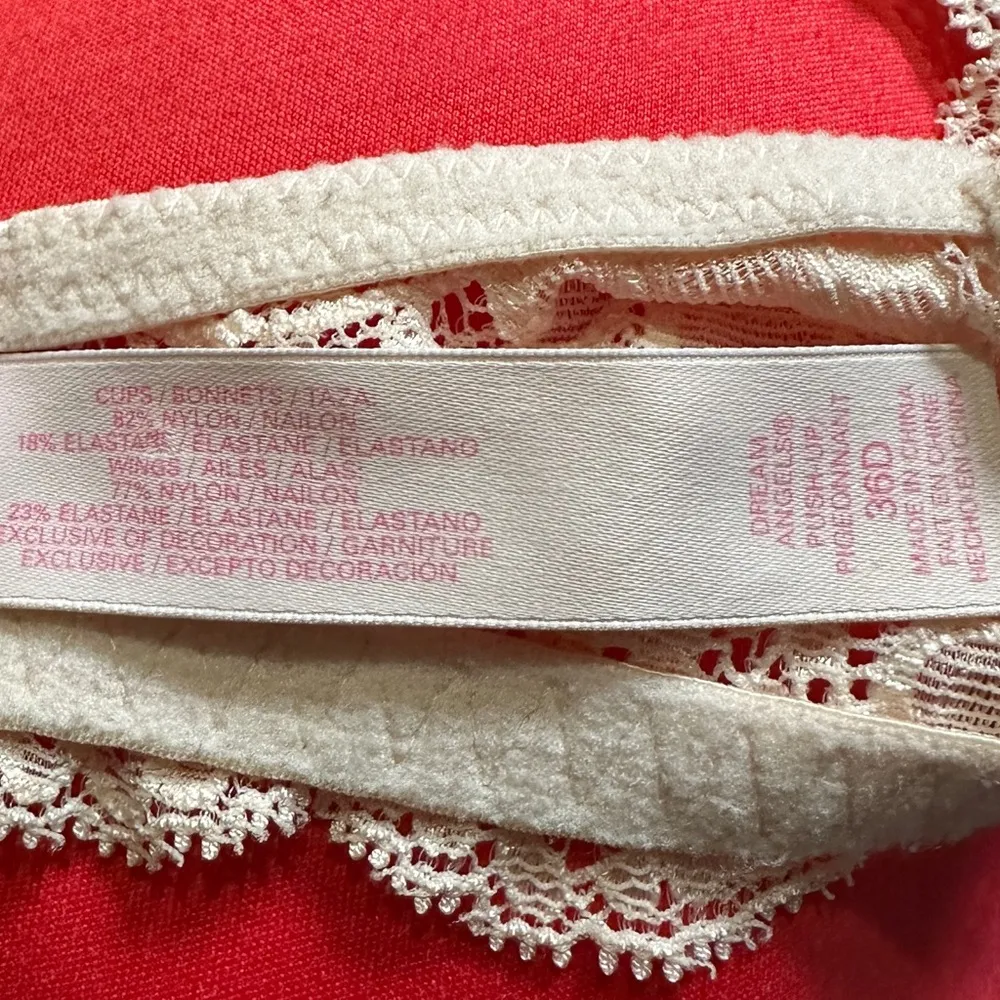 CUPS / BONNETS / TAZA
82% NYLON / NAILON
18% ELASTANE / ELASTANE / ELASTANO
WINGS / AILES / ALAS
77% NYLON / NAILON
23% ELASTANE / ELASTANE / ELASTANO
EXCLUSIVE OF DECORATION / GARNITURE
EXCLUSIVE / EXCEPTO DECORACIÓN
DREAM
ANGELS®
PUSH-UP
PIGEONNANT
36D
MADE IN CHINA
FAIT EN CHINE
HECHO EN CHINA